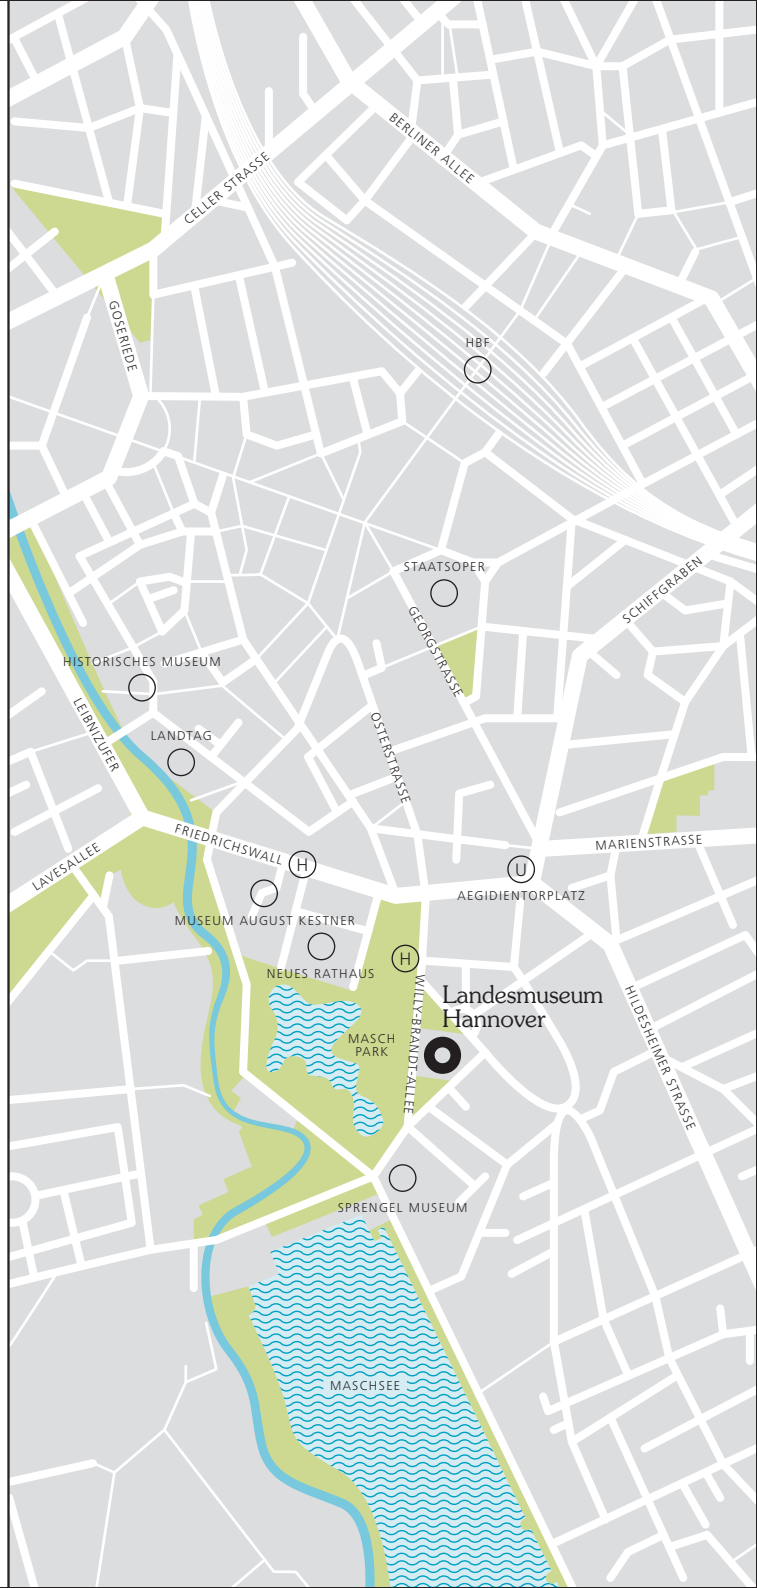 BERLINER ALLEE
CELLER STRASSE
GOSERIEDE
HBF
STAATSOPER
SCHIFFGRABEN
GEORGSTRASSE
HISTORISCHES MUSEUM
LEIBNIZUFER
LANDTAG
OSTERSTRASSE
FRIEDRICHSWALL
H
MARIENSTRASSE
LAVESALLEE
U
AEGIDIENTORPLATZ
MUSEUM AUGUST KESTNER
H
NEUES RATHAUS
WILLY-BRANDT-ALLEE
Landesmuseum
Hannover
HILDESHEIMER STRASSE
MASCH
PARK
SPRENGEL MUSEUM
MASCHSEE